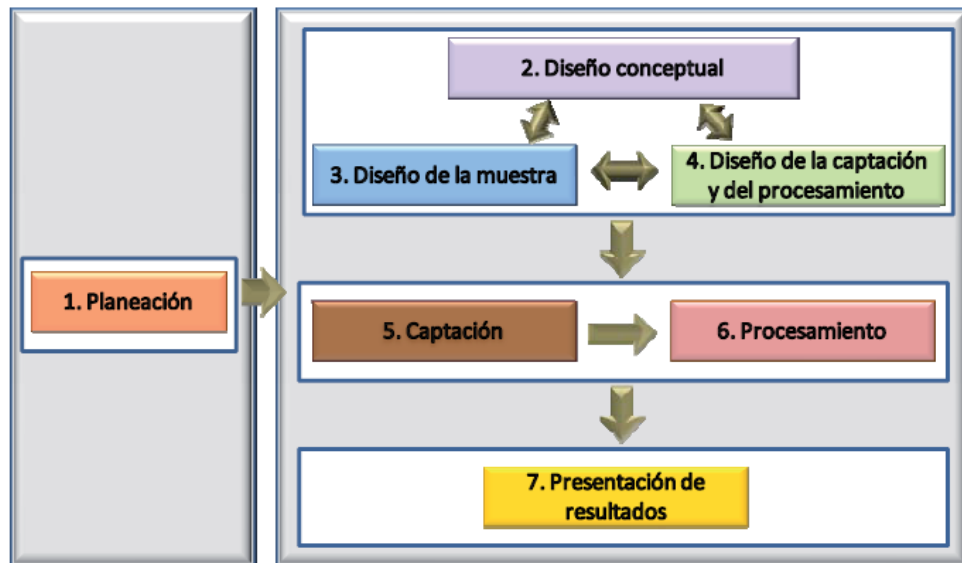 1. Planeación
2. Diseño conceptual
3. Diseño de la muestra
4. Diseño de la captación
y del procesamiento
5. Captación
6. Procesamiento
7. Presentación de
resultados